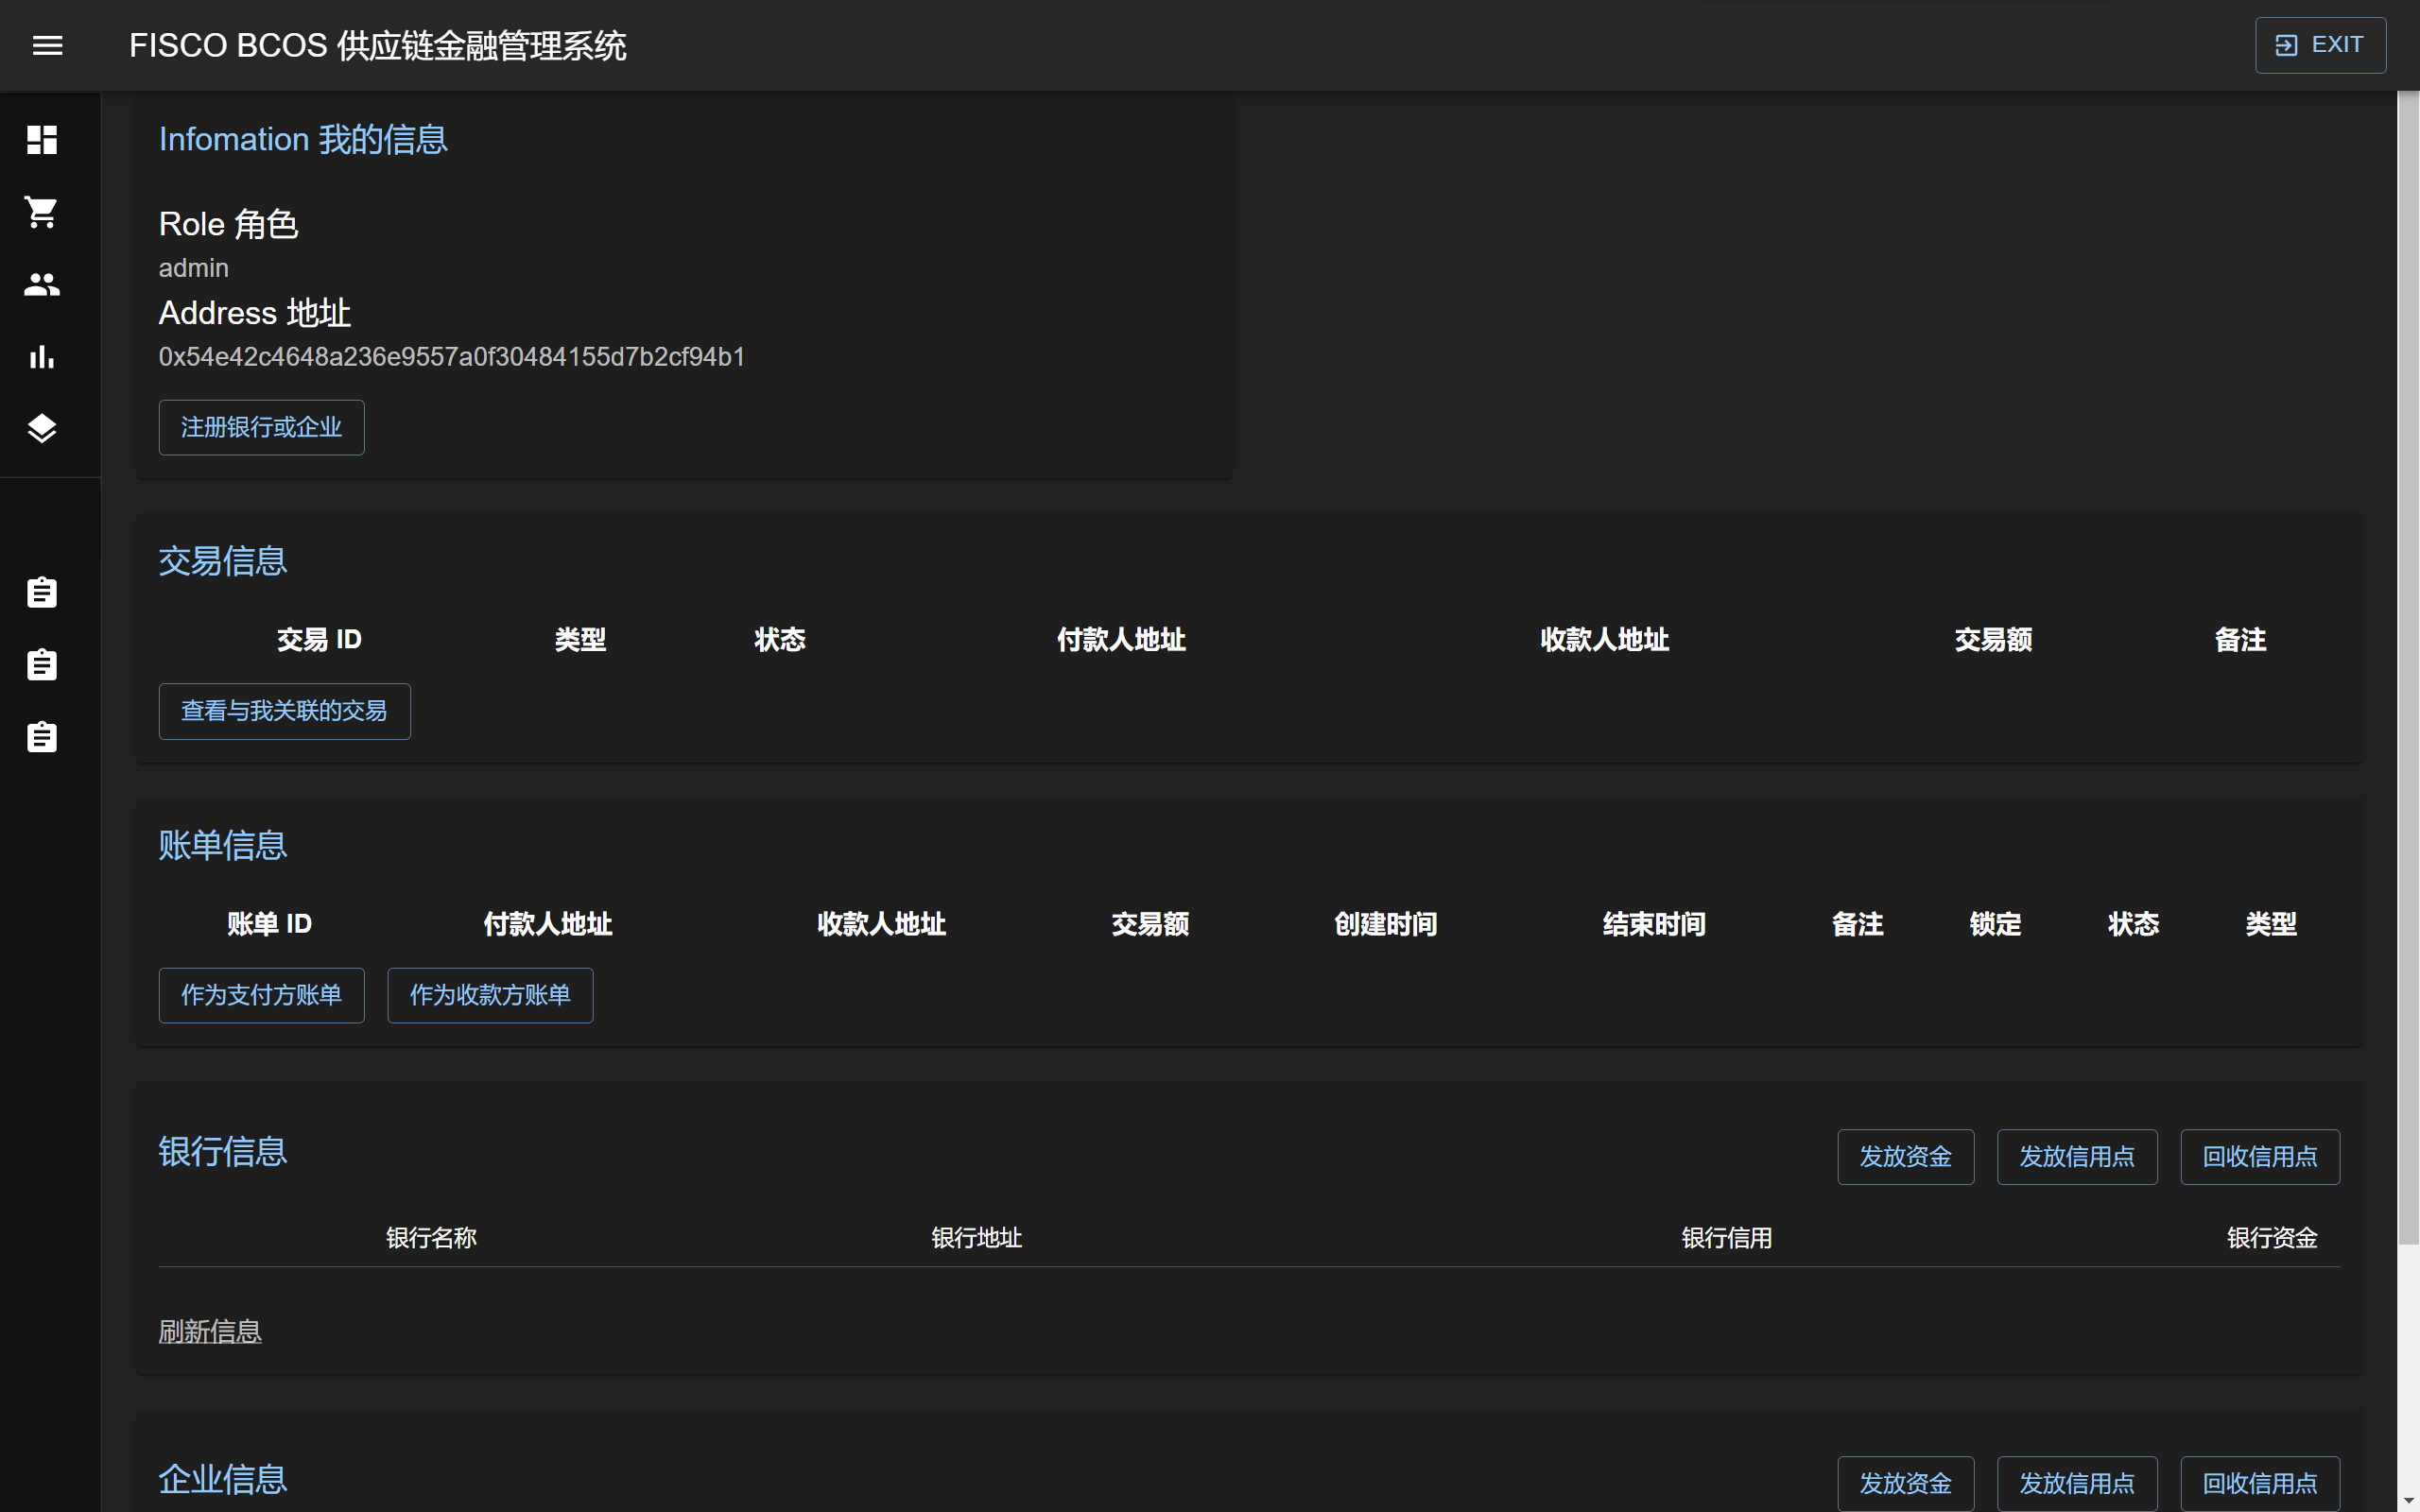 FISCO BCOS 供应链金融管理系统
EXIT
Infomation 我的信息
Role 角色
admin
Address 地址
0x54e42c4648a236e9557a0f30484155d7b2cf94b1
注册银行或企业
交易信息
交易 ID 类型 状态 付款人地址 收款人地址 交易额 备注
查看与我关联的交易
账单信息
账单 ID 付款人地址 收款人地址 交易额 创建时间 结束时间 备注 锁定 状态 类型
作为支付方账单 作为收款方账单
银行信息 发放资金 发放信用点 回收信用点
银行名称 银行地址 银行信用 银行资金
刷新信息
企业信息 发放资金 发放信用点 回收信用点